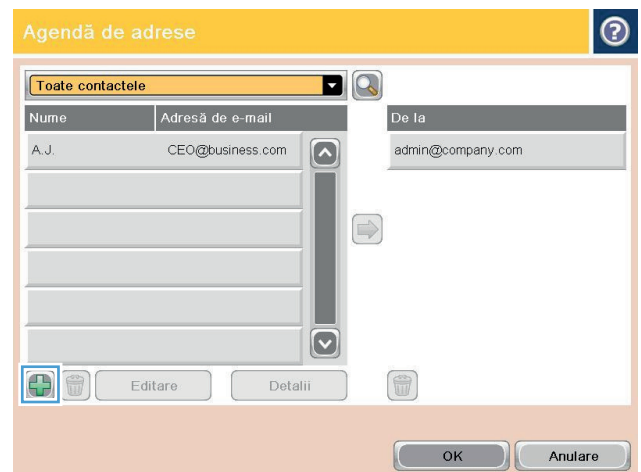 Agendă de adrese
Toate contactele
Nume Adresă de e-mail De la
A.J. CEO@business.com admin@company.com
Editare Detalii
OK Anulare